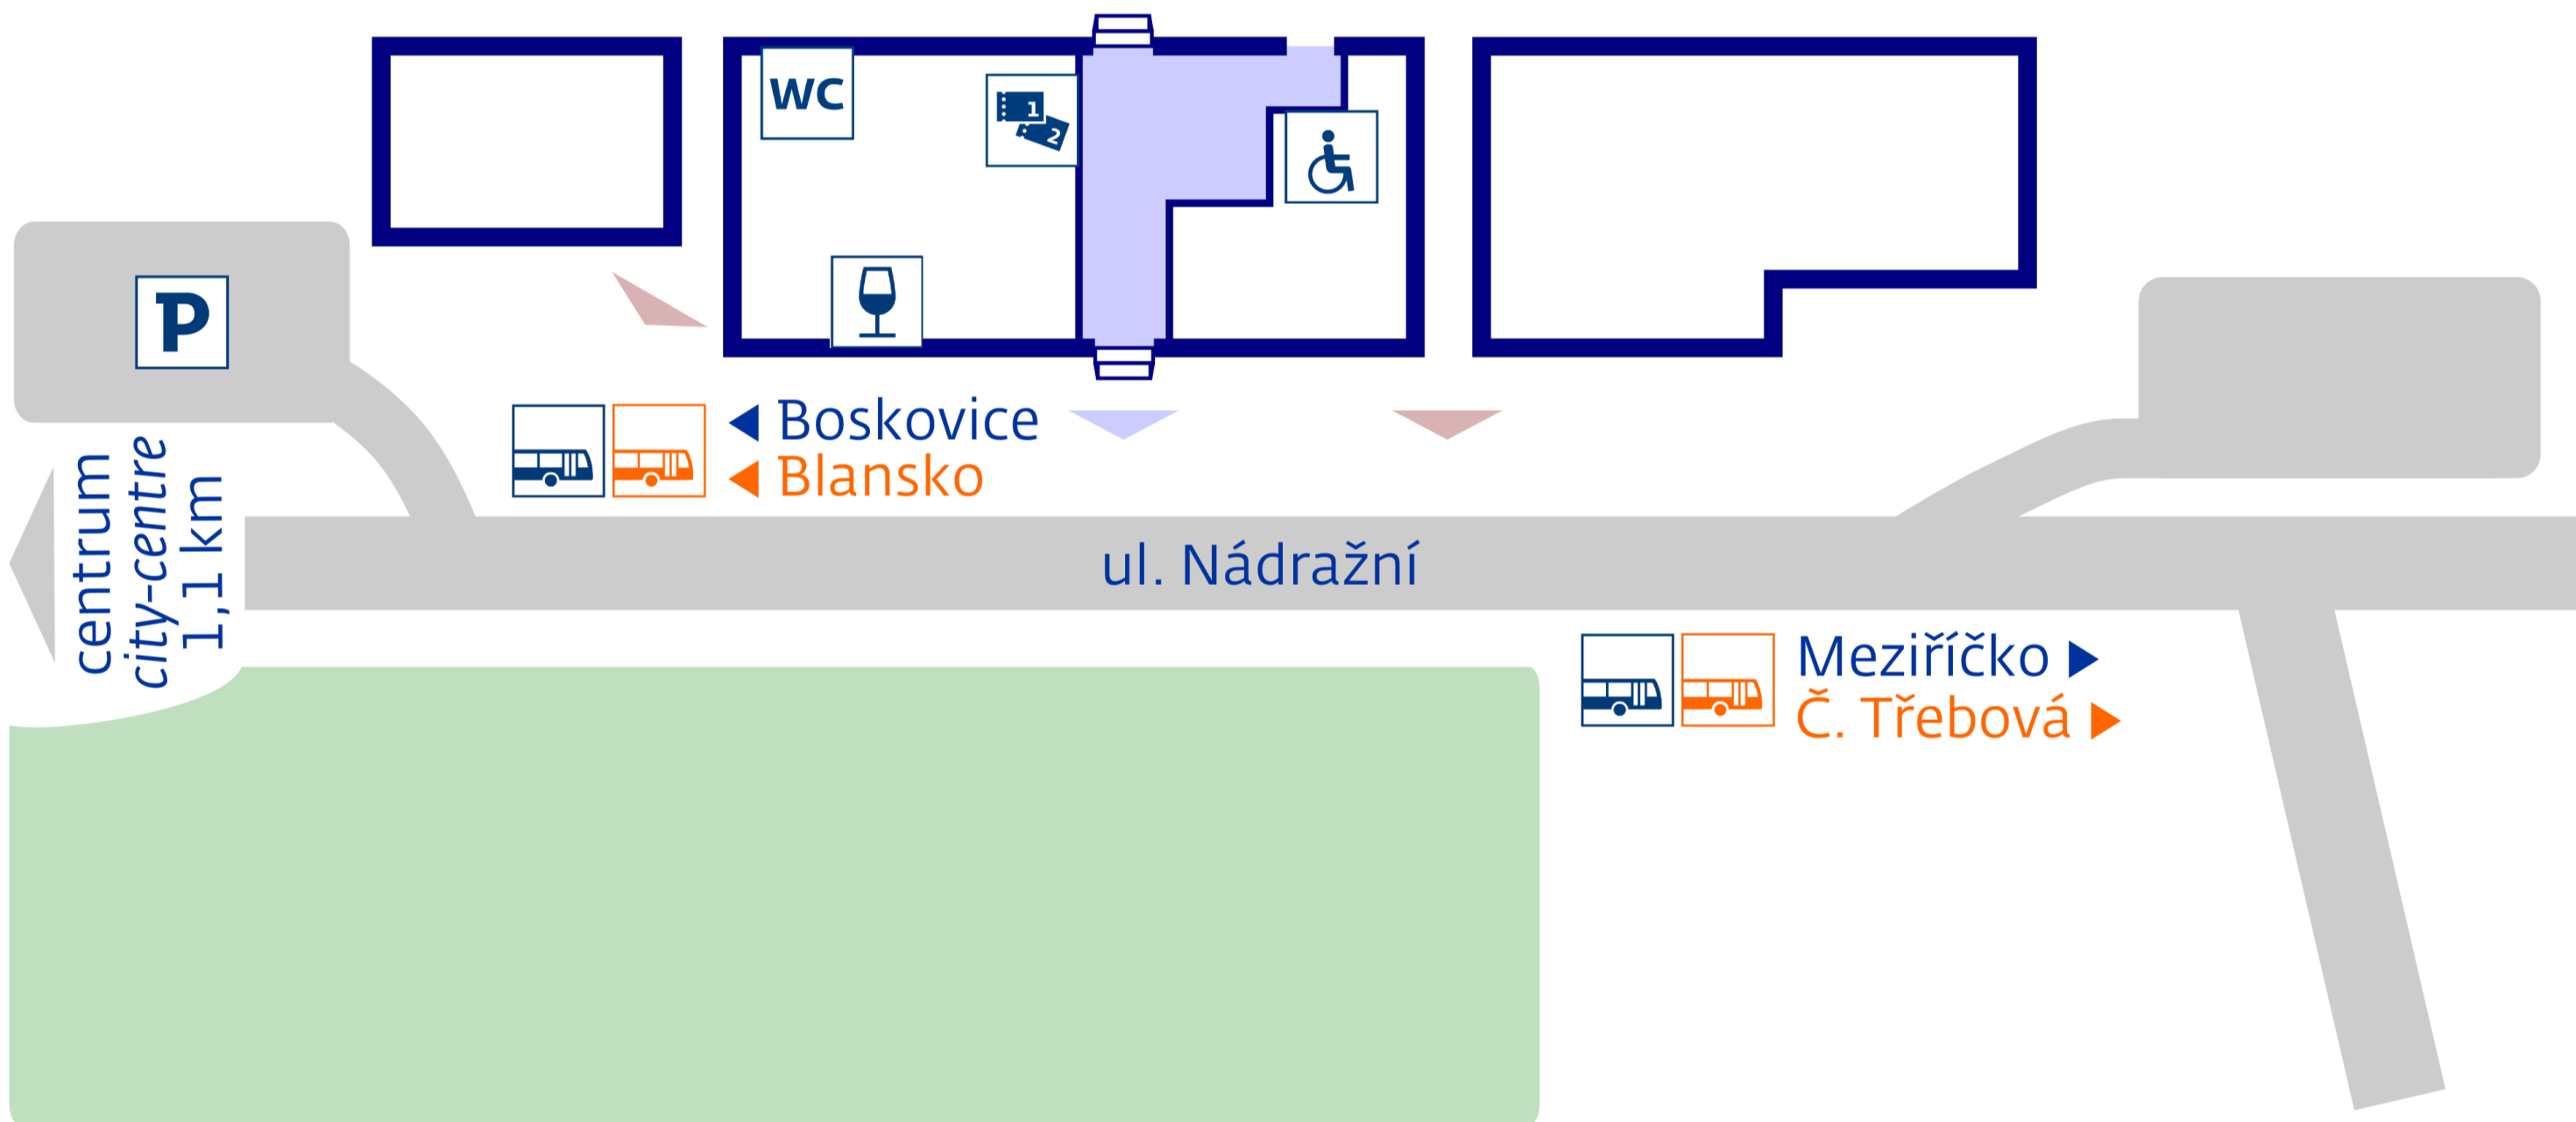 WC
1
2
P
Boskovice
Blansko
centrum
city-centre
1,1 km
ul. Nádražní
Meziříčko
Č. Třebová